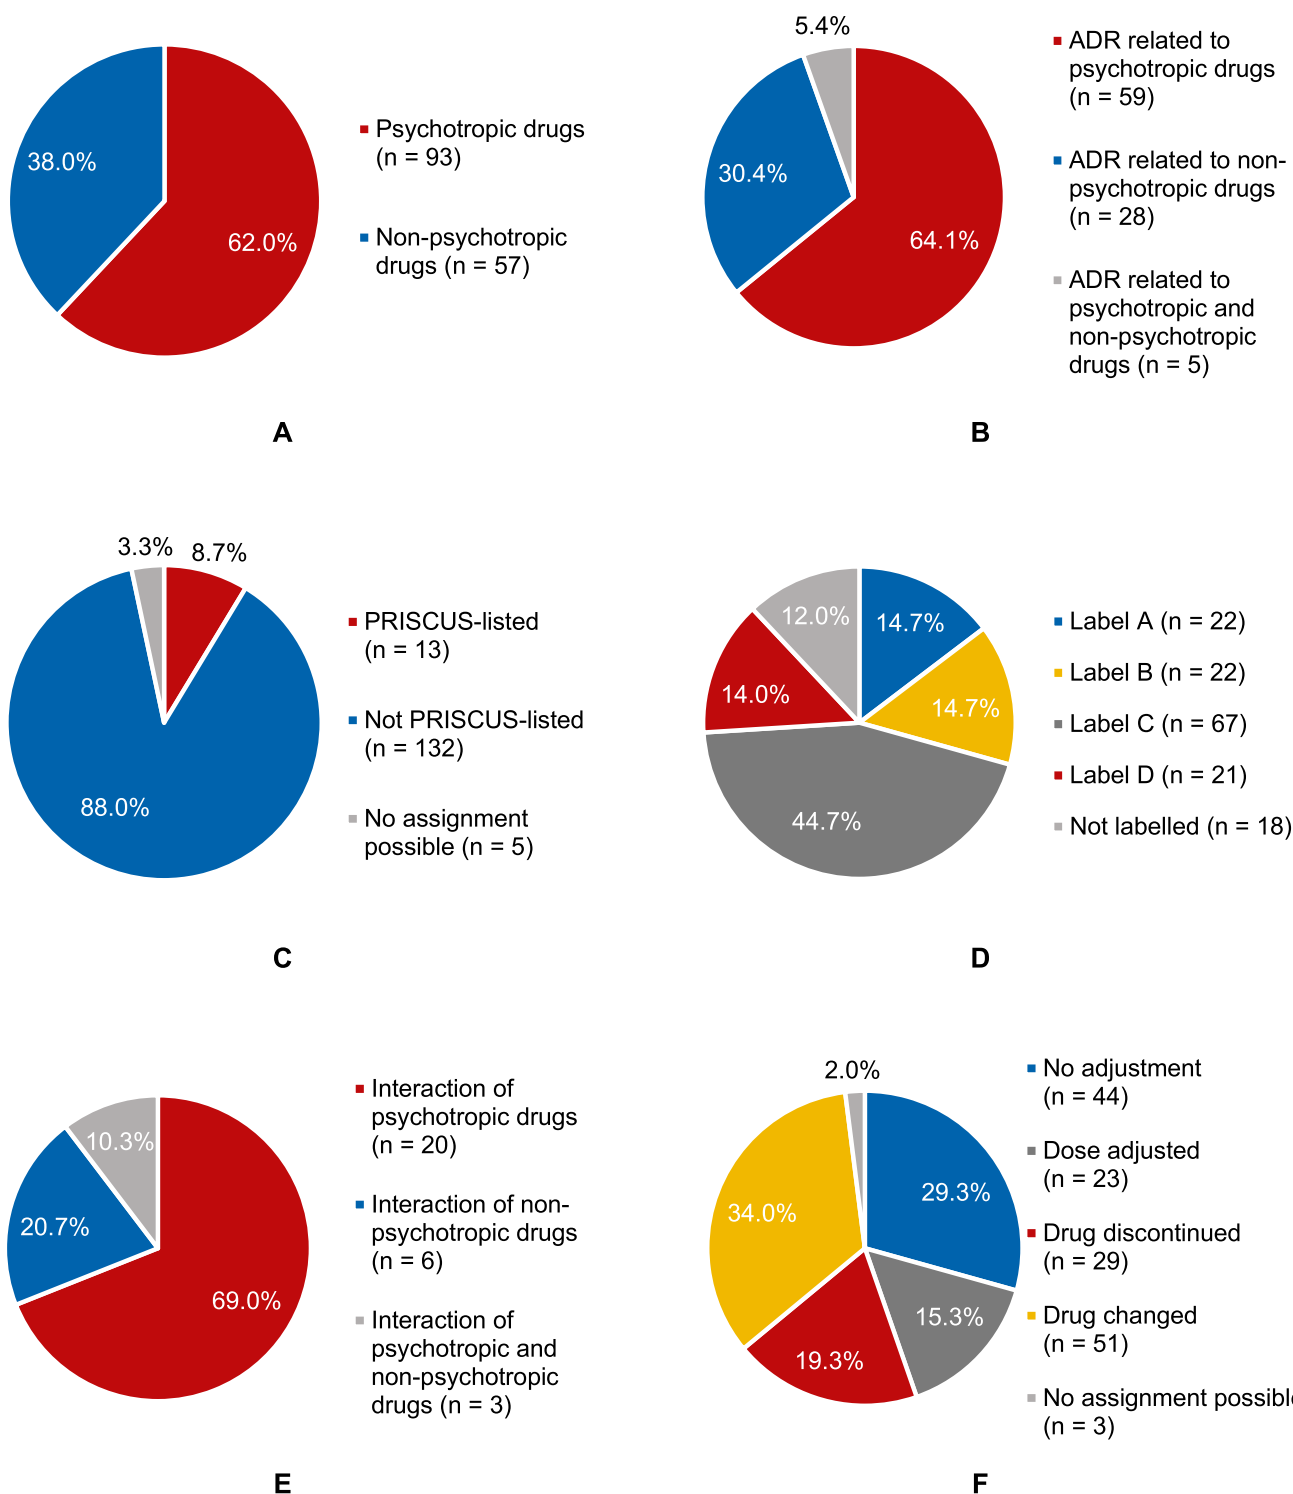 38.0%
62.0%
Psychotropic drugs
(n = 93)
Non-psychotropic
drugs (n = 57)
A
5.4%
30.4%
64.1%
ADR related to
psychotropic drugs
(n = 59)
ADR related to non-
psychotropic drugs
(n = 28)
ADR related to
psychotropic and
non-psychotropic
drugs (n = 5)
B
3.3%
8.7%
88.0%
PRISCUS-listed
(n = 13)
Not PRISCUS-listed
(n = 132)
No assignment
possible (n = 5)
C
12.0%
14.7%
14.0%
14.7%
44.7%
Label A (n = 22)
Label B (n = 22)
Label C (n = 67)
Label D (n = 21)
Not labelled (n = 18)
D
10.3%
20.7%
69.0%
Interaction of
psychotropic drugs
(n = 20)
Interaction of non-
psychotropic drugs
(n = 6)
Interaction of
psychotropic and
non-psychotropic
drugs (n = 3)
E
2.0%
29.3%
34.0%
15.3%
19.3%
No adjustment
(n = 44)
Dose adjusted
(n = 23)
Drug discontinued
(n = 29)
Drug changed
(n = 51)
No assignment possible
(n = 3)
F